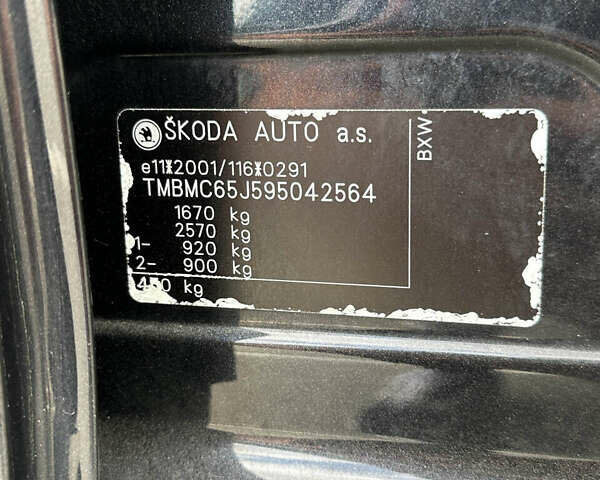 ŠKODA AUTO a.s.
e11*2001/116*0291
TMBMC65J595042564
1670 kg
2570 kg
1- 920 kg
2- 900 kg
450 kg
BXW